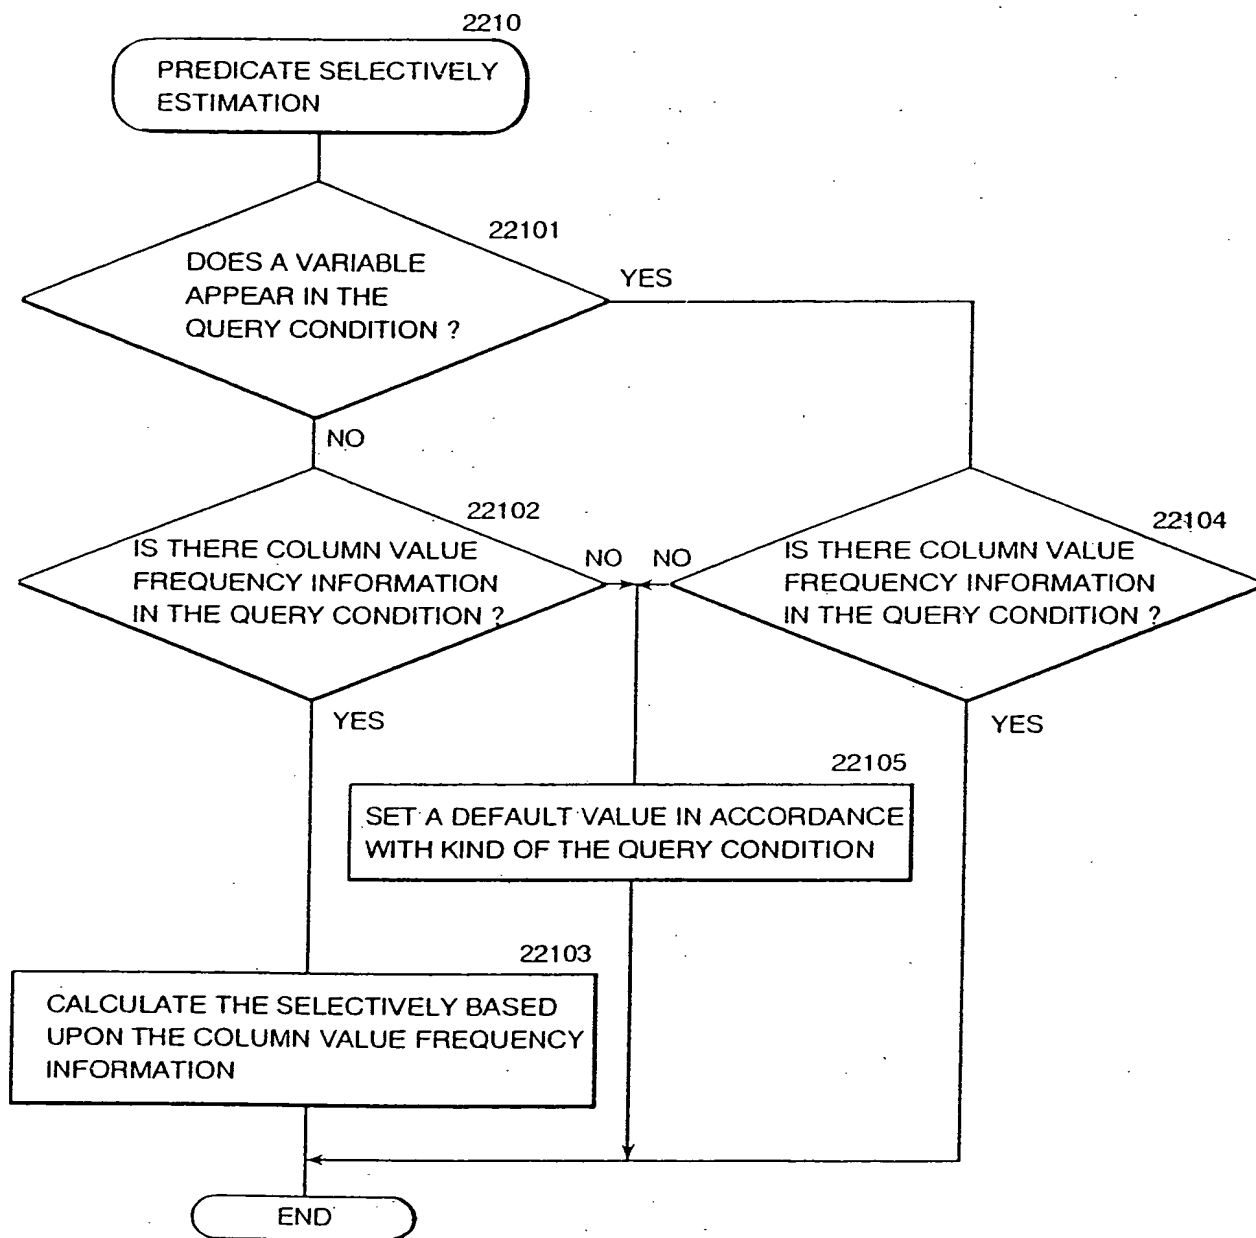 2210
PREDICATE SELECTIVELY
ESTIMATION
22101
DOES A VARIABLE
APPEAR IN THE
QUERY CONDITION ?
YES
NO
22102
IS THERE COLUMN VALUE
FREQUENCY INFORMATION
IN THE QUERY CONDITION ?
NO
NO
22104
IS THERE COLUMN VALUE
FREQUENCY INFORMATION
IN THE QUERY CONDITION ?
YES
YES
22105
SET A DEFAULT VALUE IN ACCORDANCE
WITH KIND OF THE QUERY CONDITION
22103
CALCULATE THE SELECTIVELY BASED
UPON THE COLUMN VALUE FREQUENCY
INFORMATION
END